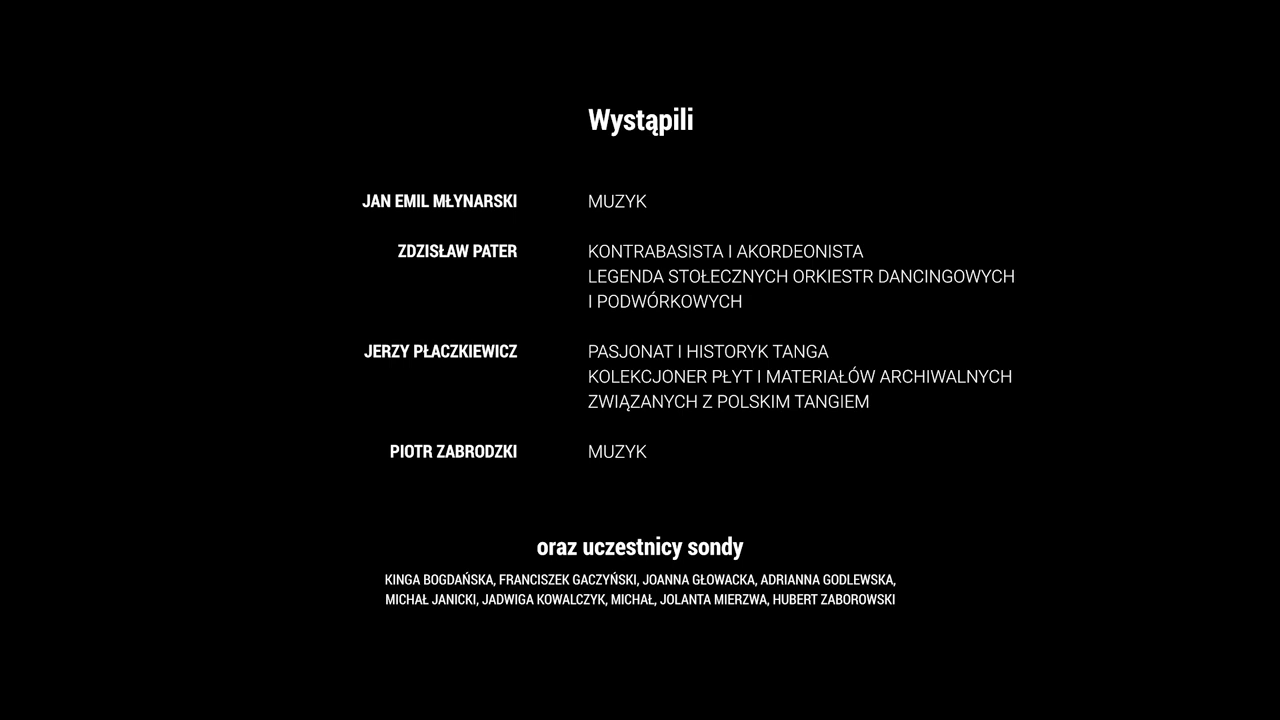 Wystąpili
JAN EMIL MŁYNARSKI MUZYK
ZDZISŁAW PATER KONTRABASISTA I AKORDEONISTA
LEGENDA STOŁECZNYCH ORKIESTR DANCINGOWYCH
I PODWÓRKOWYCH
JERZY PŁACZKIEWICZ PASJONAT I HISTORYK TANGA
KOLEKCJONER PŁYT I MATERIAŁÓW ARCHIWALNYCH
ZWIĄZANYCH Z POLSKIM TANGIEM
PIOTR ZABRODZKI MUZYK
oraz uczestnicy sondy
KINGA BOGDAŃSKA, FRANCISZEK GACZYŃSKI, JOANNA GŁOWACKA, ADRIANNA GODLEWSKA,
MICHAŁ JANICKI, JADWIGA KOWALCZYK, MICHAŁ, JOLANTA MIERZWA, HUBERT ZABOROWSKI